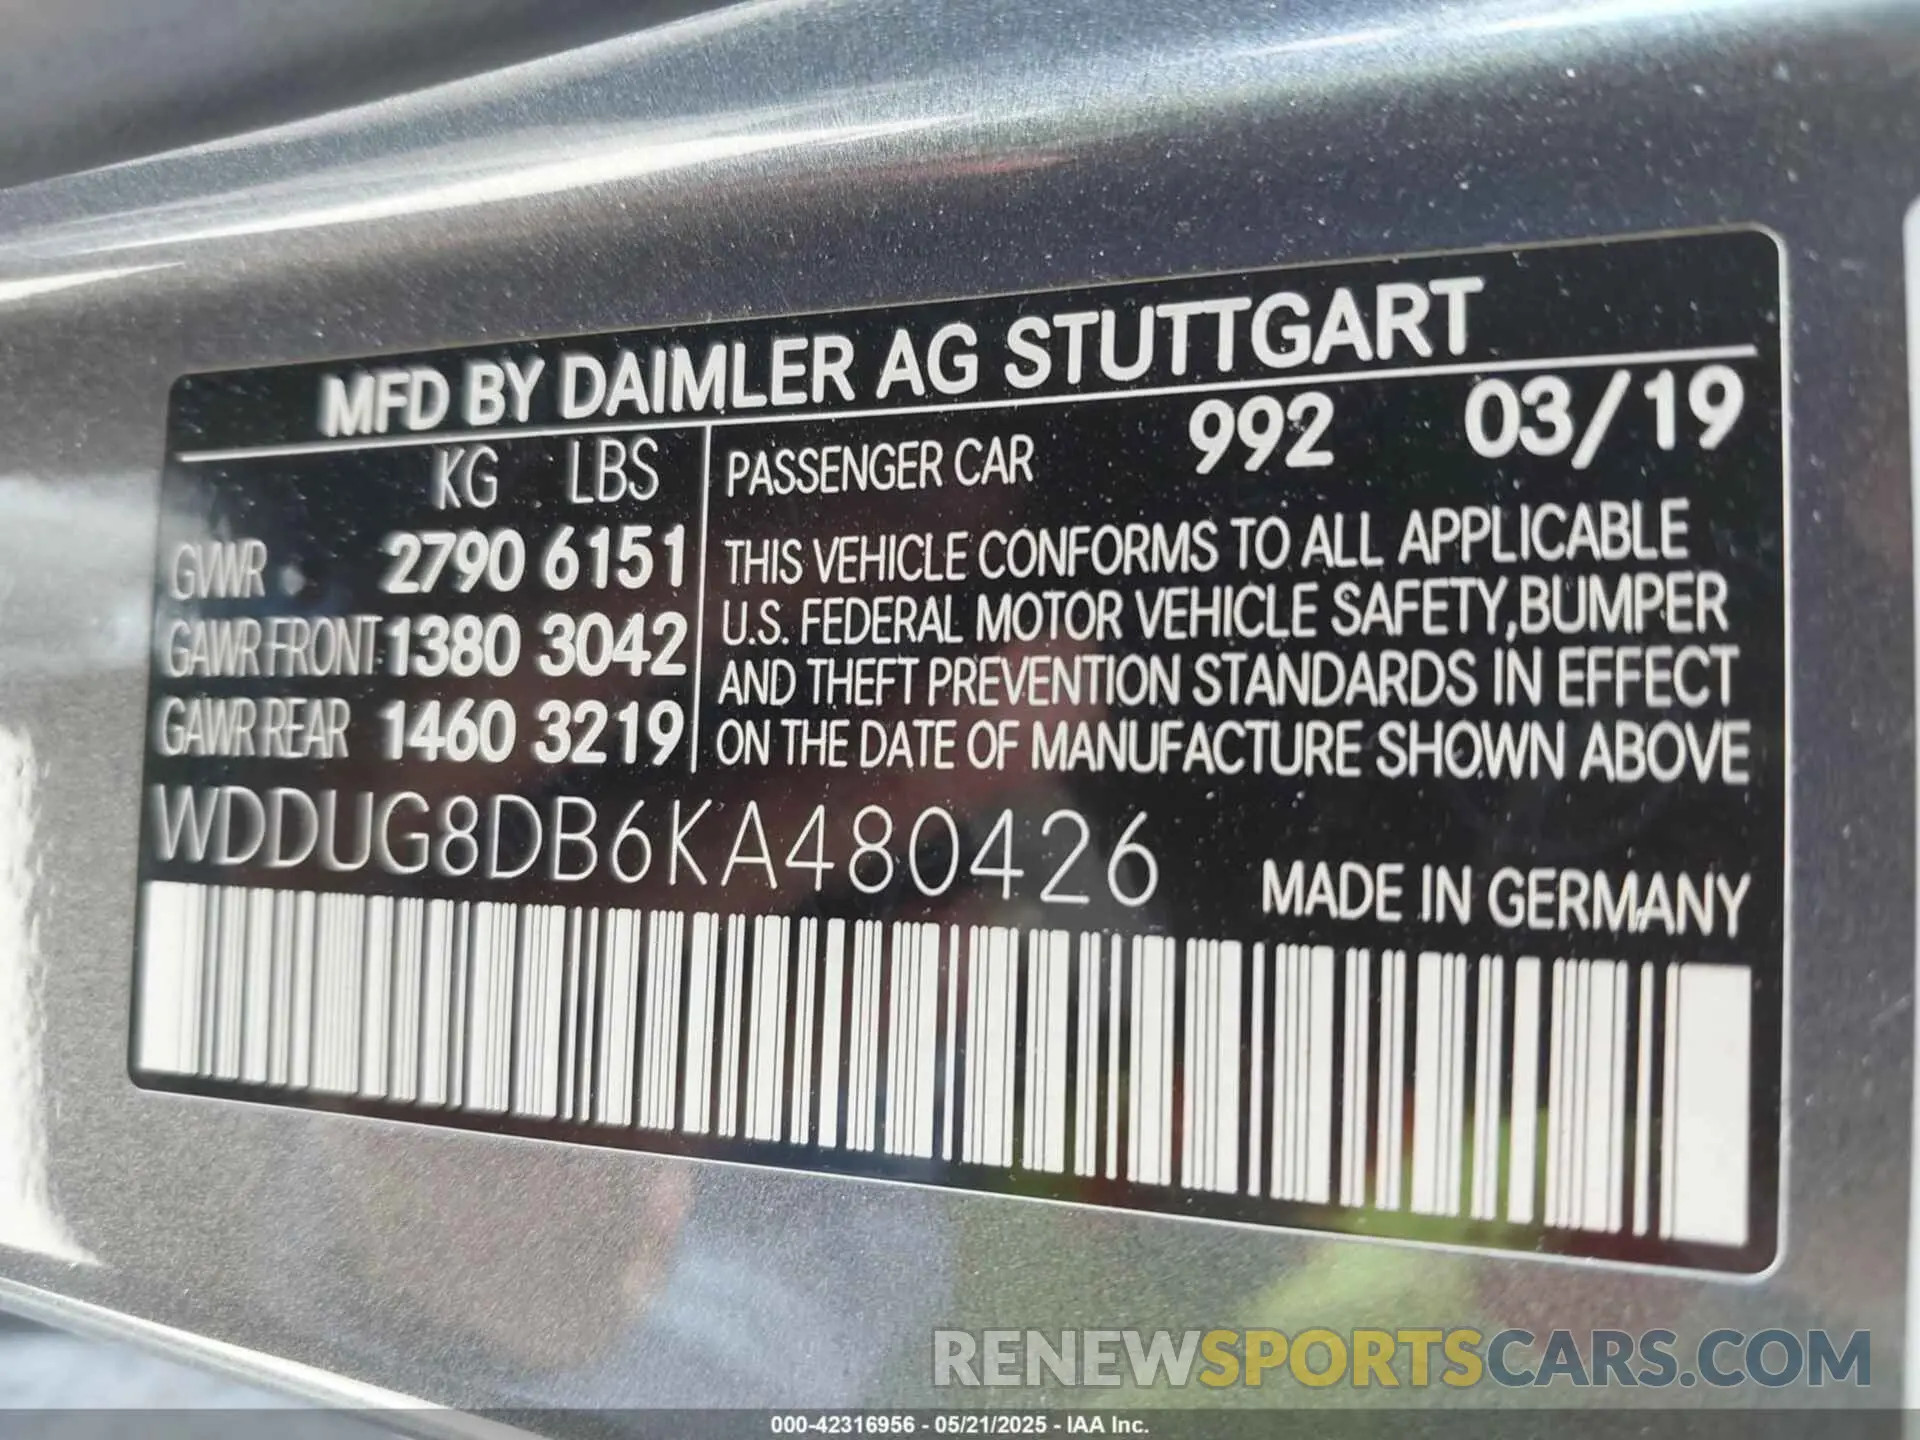 MFD BY DAIMLER AG STUTTGART
KG LBS
GVWR 2790 6151
GAWR FRONT 1380 3042
GAWR REAR 1460 3219
PASSENGER CAR 992 03/19
THIS VEHICLE CONFORMS TO ALL APPLICABLE
U.S. FEDERAL MOTOR VEHICLE SAFETY,BUMPER
AND THEFT PREVENTION STANDARDS IN EFFECT
ON THE DATE OF MANUFACTURE SHOWN ABOVE
WDDUG8DB6KA480426
MADE IN GERMANY
RENEWSPORTSCARS.COM
000-42316956 - 05/21/2025 - IAA Inc.